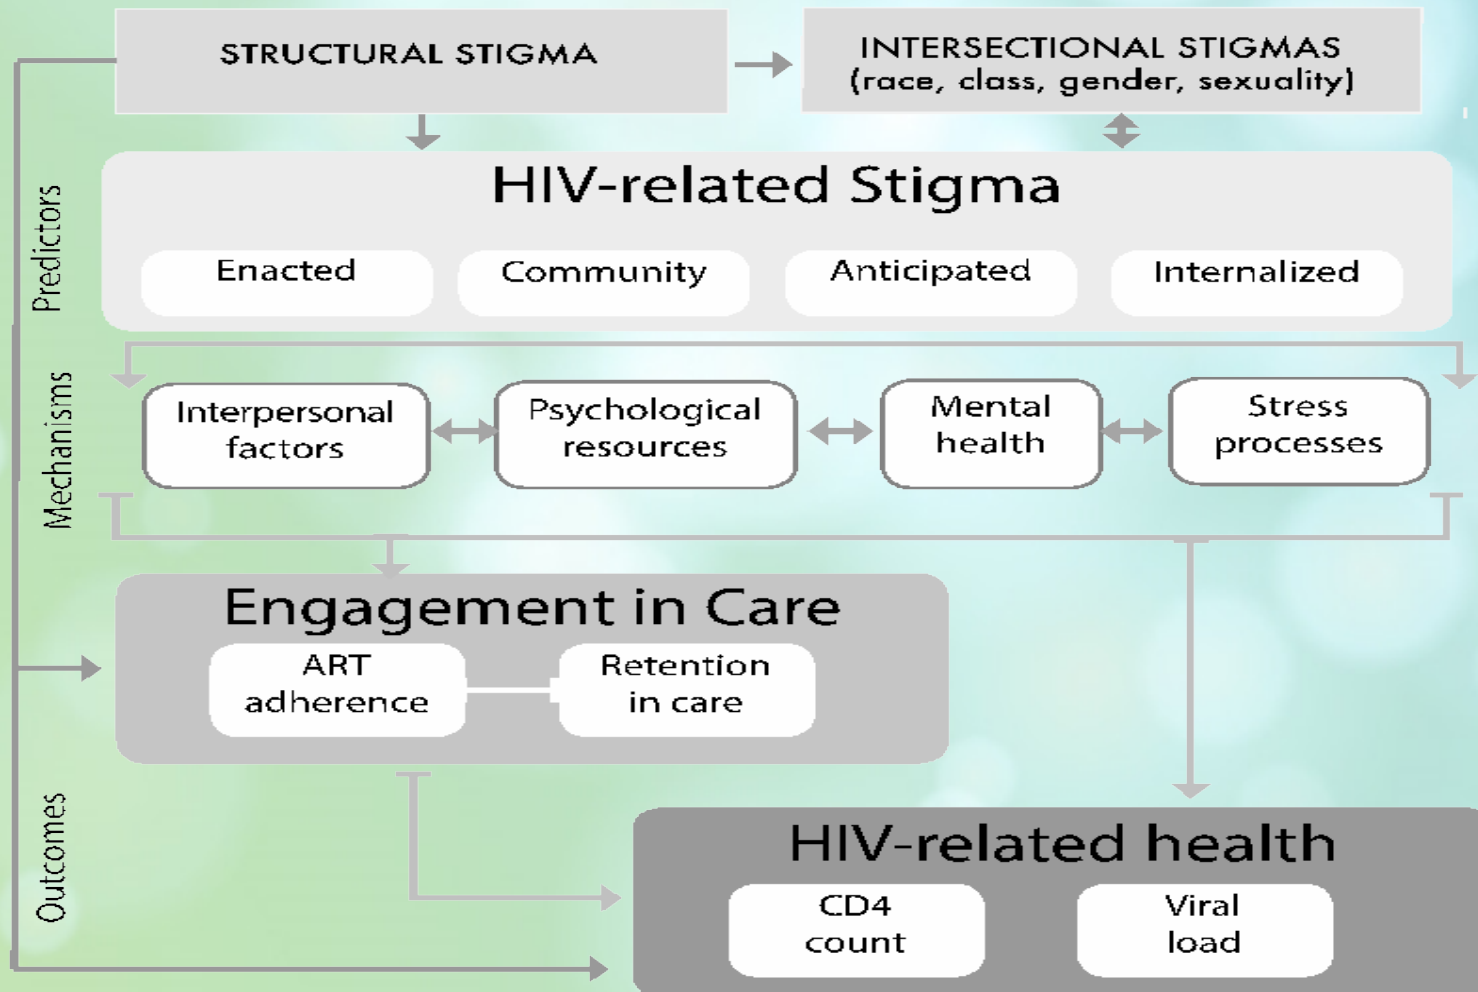 STRUCTURAL STIGMA
INTERSECTIONAL STIGMAS
(race, class, gender, sexuality)
Predictors
HIV-related Stigma
Enacted
Community
Anticipated
Internalized
Mechanisms
Interpersonal
factors
Psychological
resources
Mental
health
Stress
processes
Outcomes
Engagement in Care
ART
adherence
Retention
in care
HIV-related health
CD4
count
Viral
load